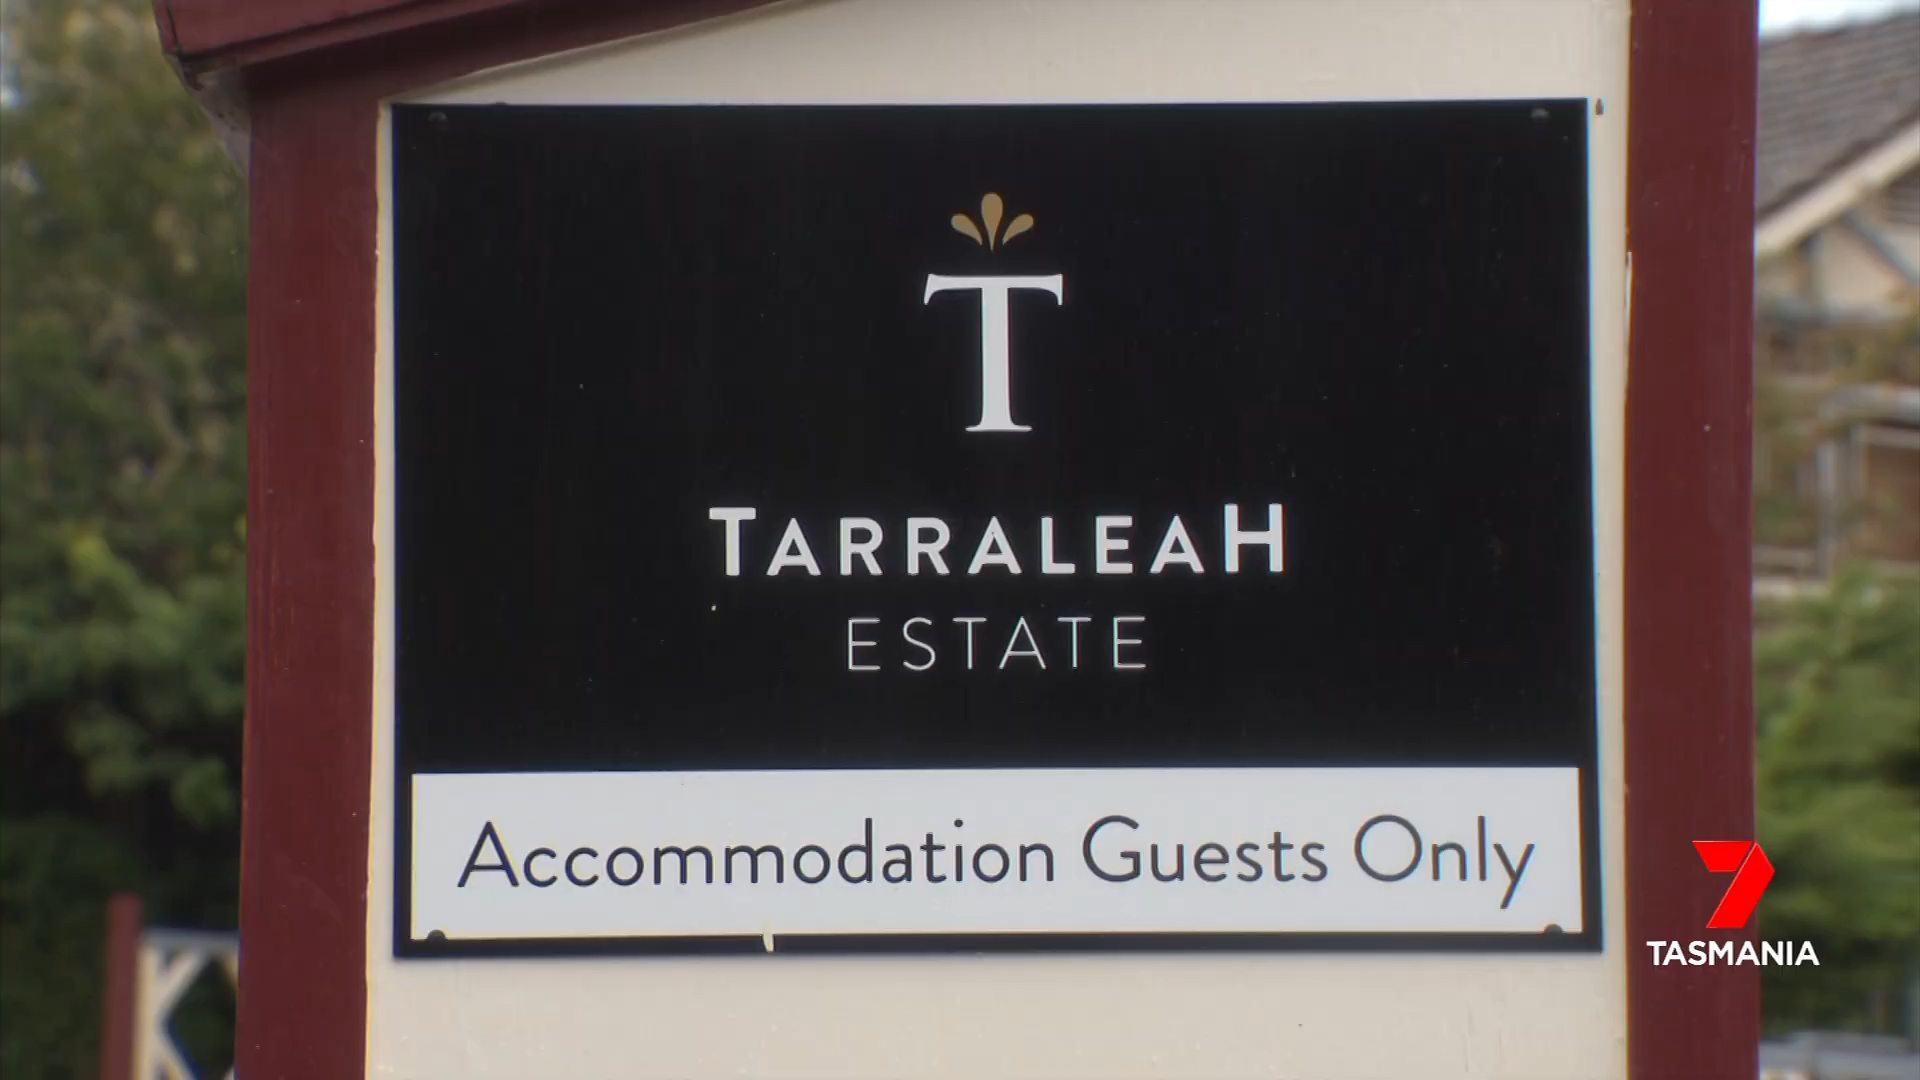 T
TARRALEAH
ESTATE
Accommodation Guests Only
7
TASMANIA